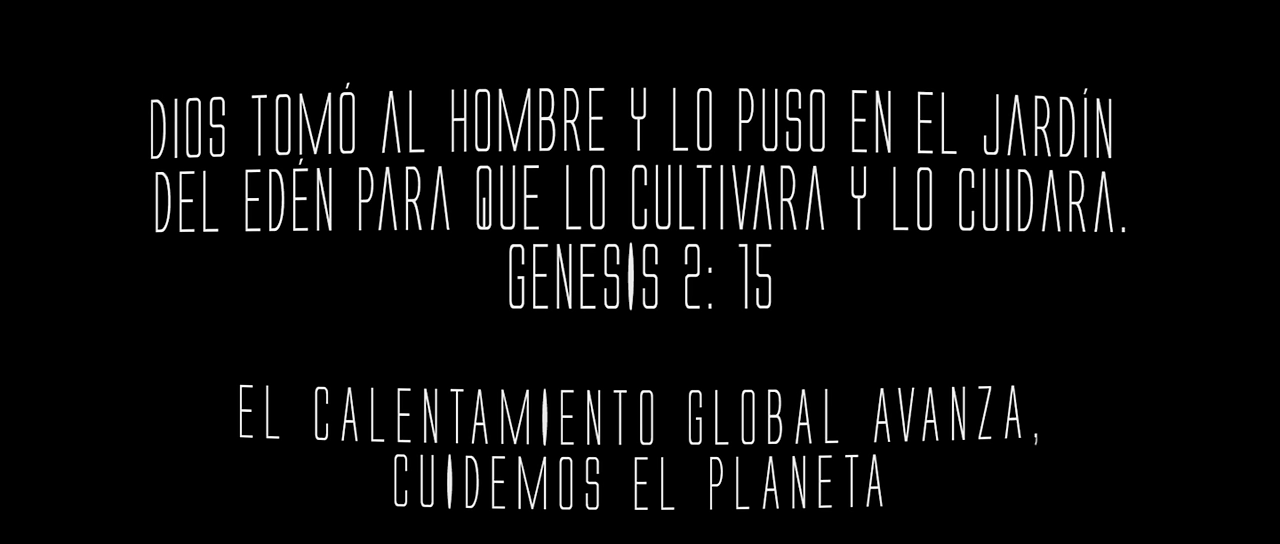 DIOS TOMÓ AL HOMBRE Y LO PUSO EN EL JARDÍN
DEL EDÉN PARA QUE LO CULTIVARA Y LO CUIDARA.
GENESIS 2: 15
EL CALENTAMIENTO GLOBAL AVANZA,
CUIDEMOS EL PLANETA